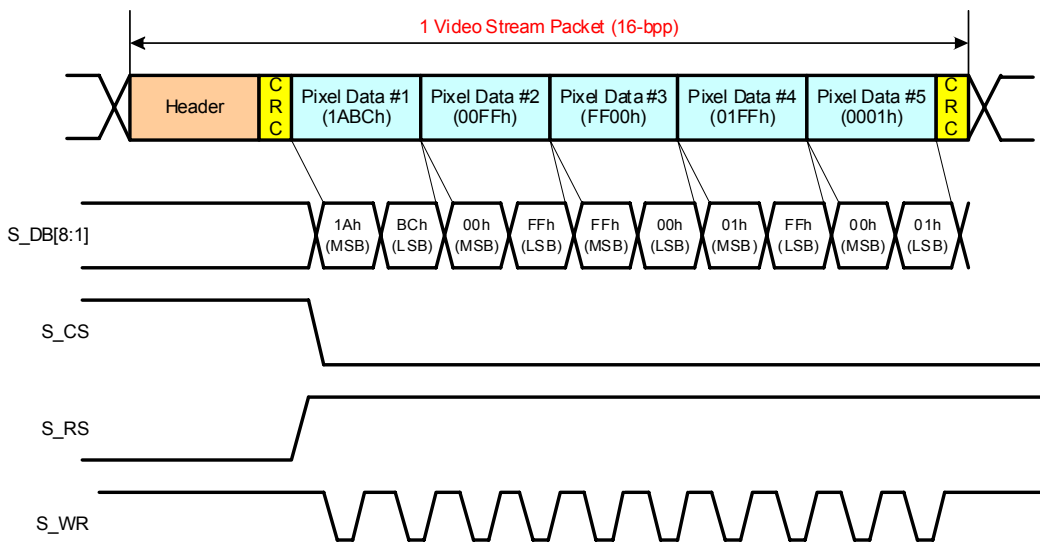 1 Video Stream Packet (16-bpp)
Header
C
R
C
Pixel Data #1
(1ABCh)
Pixel Data #2
(00FFh)
Pixel Data #3
(FF00h)
Pixel Data #4
(01FFh)
Pixel Data #5
(0001h)
C
R
C
S_DB[8:1]
1Ah
(MSB)
BCh
(LSB)
00h
(MSB)
FFh
(LSB)
FFh
(MSB)
00h
(LSB)
01h
(MSB)
FFh
(LSB)
00h
(MSB)
01h
(LSB)
S_CS
S_RS
S_WR